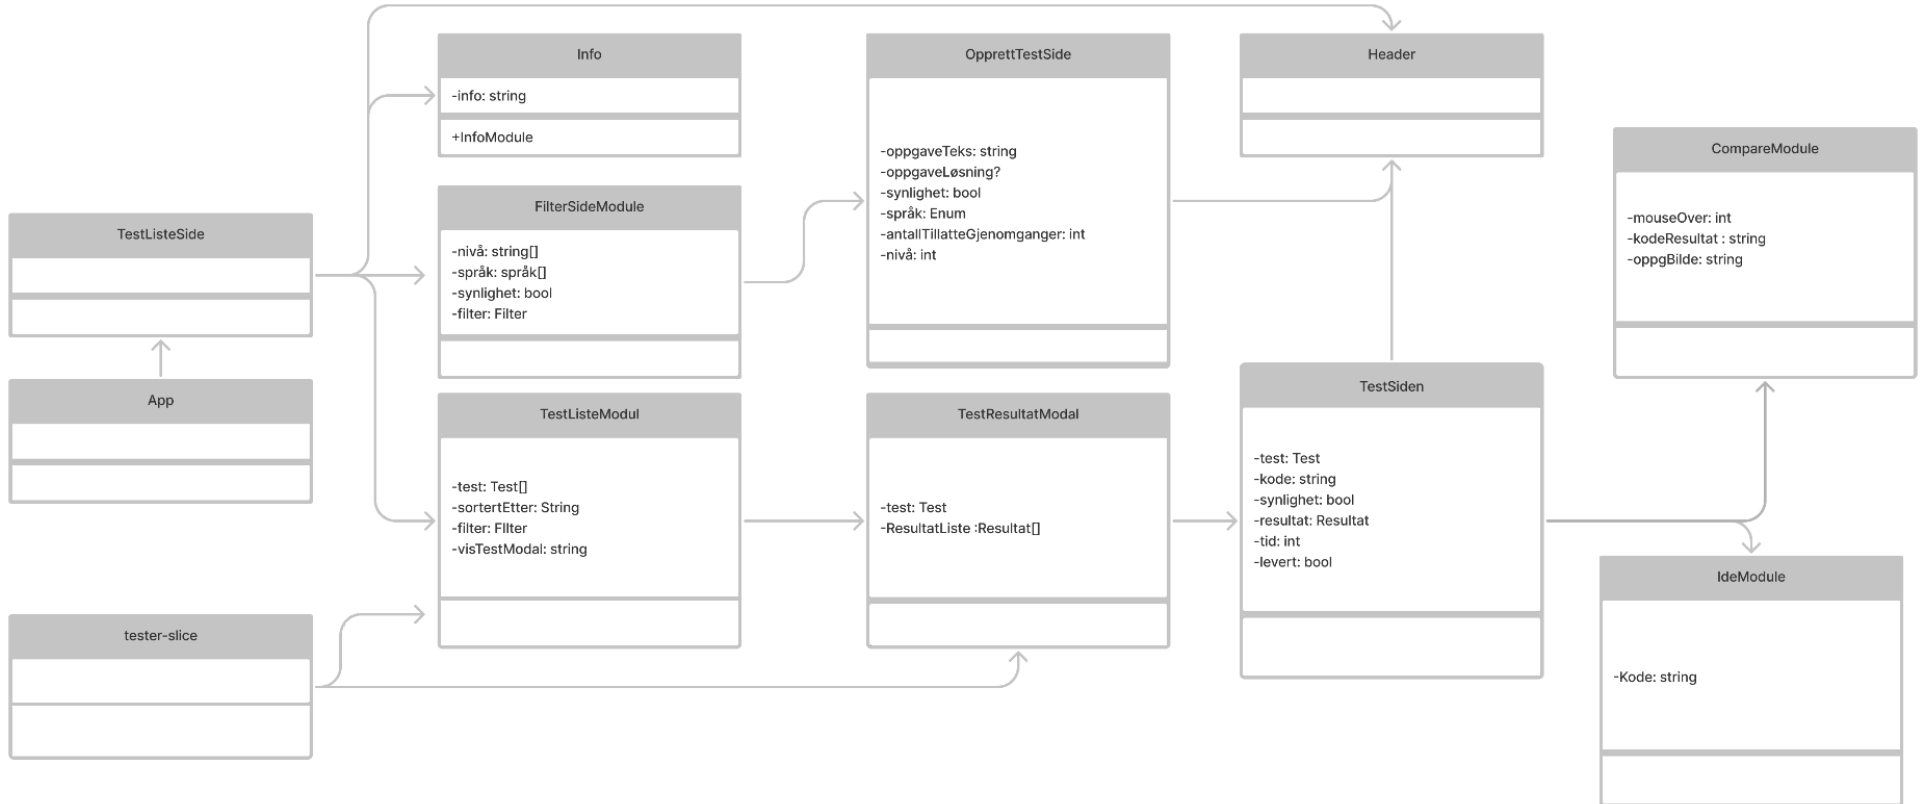 Info
-info: string
+InfoModule
OpprettTestSide
-oppgaveTeks: string
-oppgaveLøsning?
-synlighet: bool
-språk: Enum
-antallTillatteGjenomganger: int
-nivå: int
Header
CompareModule
-mouseOver: int
-kodeResultat : string
-oppgBilde: string
TestListeSide
FilterSideModule
-nivå: string[]
-språk: språk[]
-synlighet: bool
-filter: Filter
App
TestListeModul
-test: Test[]
-sortertEtter: String
-filter: FIlter
-visTestModal: string
TestResultatModal
-test: Test
-ResultatListe :Resultat[]
TestSiden
-test: Test
-kode: string
-synlighet: bool
-resultat: Resultat
-tid: int
-levert: bool
tester-slice
IdeModule
-Kode: string